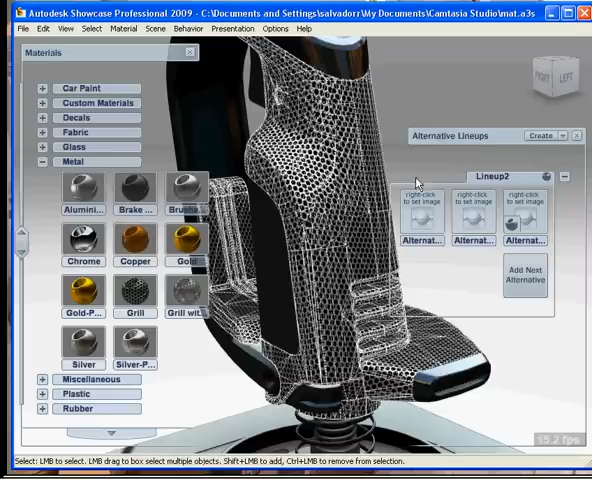 Autodesk Showcase Professional 2009 - C:\Documents and Settings\salvadorr\My Documents\Camtasia Studio\mat.a3s
File Edit View Select Material Scene Behavior Presentation Options Help
Materials
Car Paint
Custom Materials
Decals
Fabric
Glass
Metal
Alumini...
Brake ...
Brushe...
Chrome
Copper
Gold
Gold-P...
Grill
Grill wit...
Silver
Silver-P...
Miscellaneous
Plastic
Rubber
FRONT
LEFT
Alternative Lineups
Create
Lineup2
right-click to set image
right-click to set image
right-click to set image
Alternat...
Alternat...
Alternat...
Add Next
Alternative
15.2 fps
Select: LMB to select. LMB drag to box select multiple objects. Shift+LMB to add, Ctrl+LMB to remove from selection.